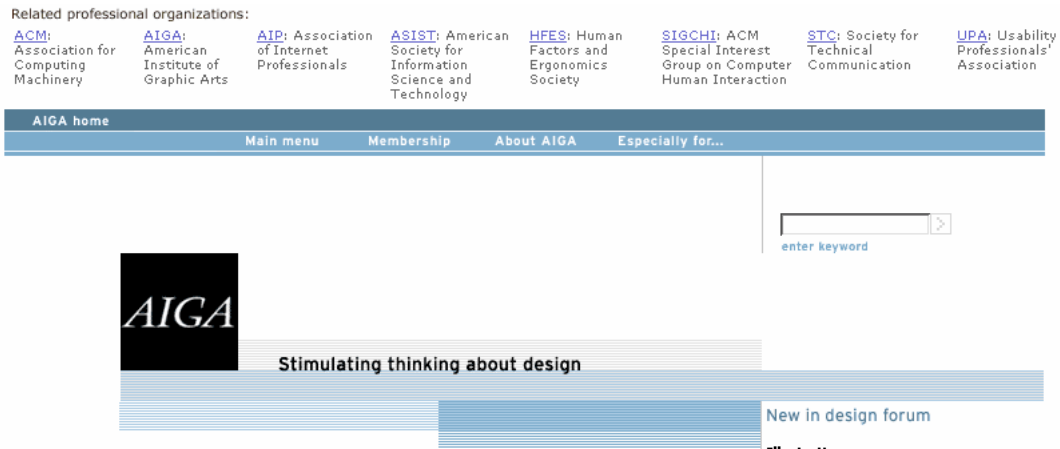 Related professional organizations:
ACM:
Association for
Computing
Machinery
AIGA:
American
Institute of
Graphic Arts
AIP: Association
of Internet
Professionals
ASIST: American
Society for
Information
Science and
Technology
HFES: Human
Factors and
Ergonomics
Society
SIGCHI: ACM
Special Interest
Group on Computer
Human Interaction
STC: Society for
Technical
Communication
UPA: Usability
Professionals'
Association
AIGA home
Main menu Membership About AIGA Especially for...
enter keyword
AIGA
Stimulating thinking about design
New in design forum